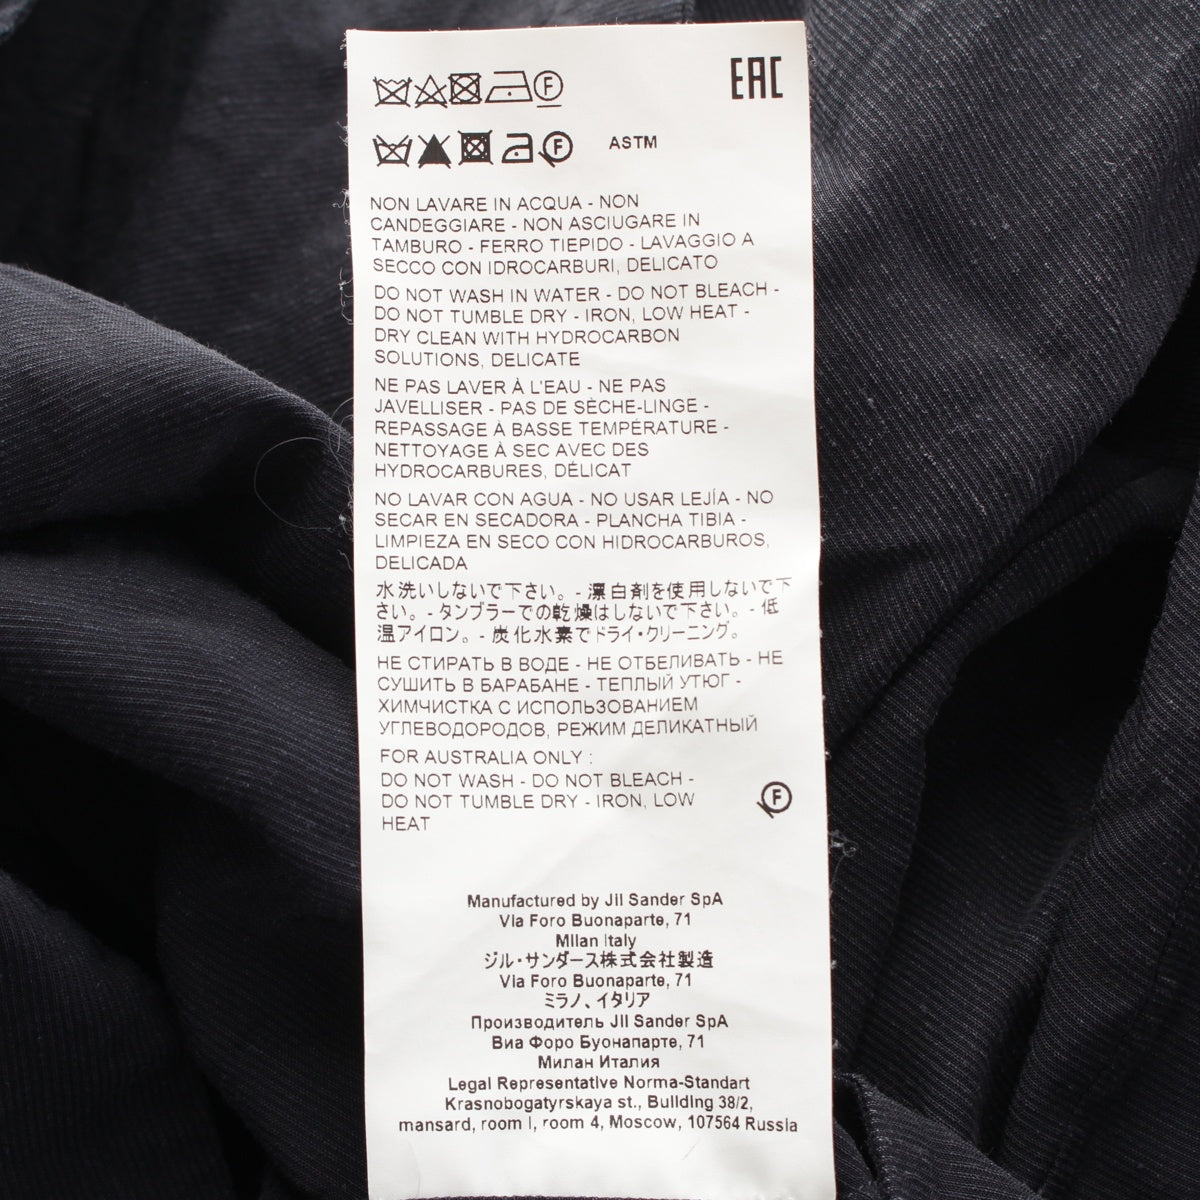 EAC
F
F ASTM
NON LAVARE IN ACQUA - NON
CANDEGGIARE - NON ASCIUGARE IN
TAMBURO - FERRO TIEPIDO - LAVAGGIO A
SECCO CON IDROCARBURI, DELICATO
DO NOT WASH IN WATER - DO NOT BLEACH -
DO NOT TUMBLE DRY - IRON, LOW HEAT -
DRY CLEAN WITH HYDROCARBON
SOLUTIONS, DELICATE
NE PAS LAVER À L'EAU - NE PAS
JAVELLISER - PAS DE SÈCHE-LINGE -
REPASSAGE À BASSE TEMPÉRATURE -
NETTOYAGE À SEC AVEC DES
HYDROCARBURES, DÉLICAT
NO LAVAR CON AGUA - NO USAR LEJÍA - NO
SECAR EN SECADORA - PLANCHA TIBIA -
LIMPIEZA EN SECO CON HIDROCARBUROS,
DELICADA
水洗いしないで下さい。- 漂白剤を使用しないで下
さい。- タンブラーでの乾燥はしないで下さい。- 低
温アイロン。- 炭化水素でドライ・クリーニング。
НЕ СТИРАТЬ В ВОДЕ - НЕ ОТБЕЛИВАТЬ - НЕ
СУШИТЬ В БАРАБАНЕ - ТЕПЛЫЙ УТЮГ -
ХИМЧИСТКА С ИСПОЛЬЗОВАНИЕМ
УГЛЕВОДОРОДОВ, РЕЖИМ ДЕЛИКАТНЫЙ
FOR AUSTRALIA ONLY :
DO NOT WASH - DO NOT BLEACH -
DO NOT TUMBLE DRY - IRON, LOW
HEAT
F
Manufactured by Jil Sander SpA
Via Foro Buonaparte, 71
Milan Italy
ジル・サンダース株式会社製造
Via Foro Buonaparte, 71
ミラノ、イタリア
Производитель Jil Sander SpA
Виа Форо Буонапарте, 71
Милан Италия
Legal Representative Norma-Standart
Krasnobogatyrskaya st., Building 38/2,
mansard, room I, room 4, Moscow, 107564 Russia